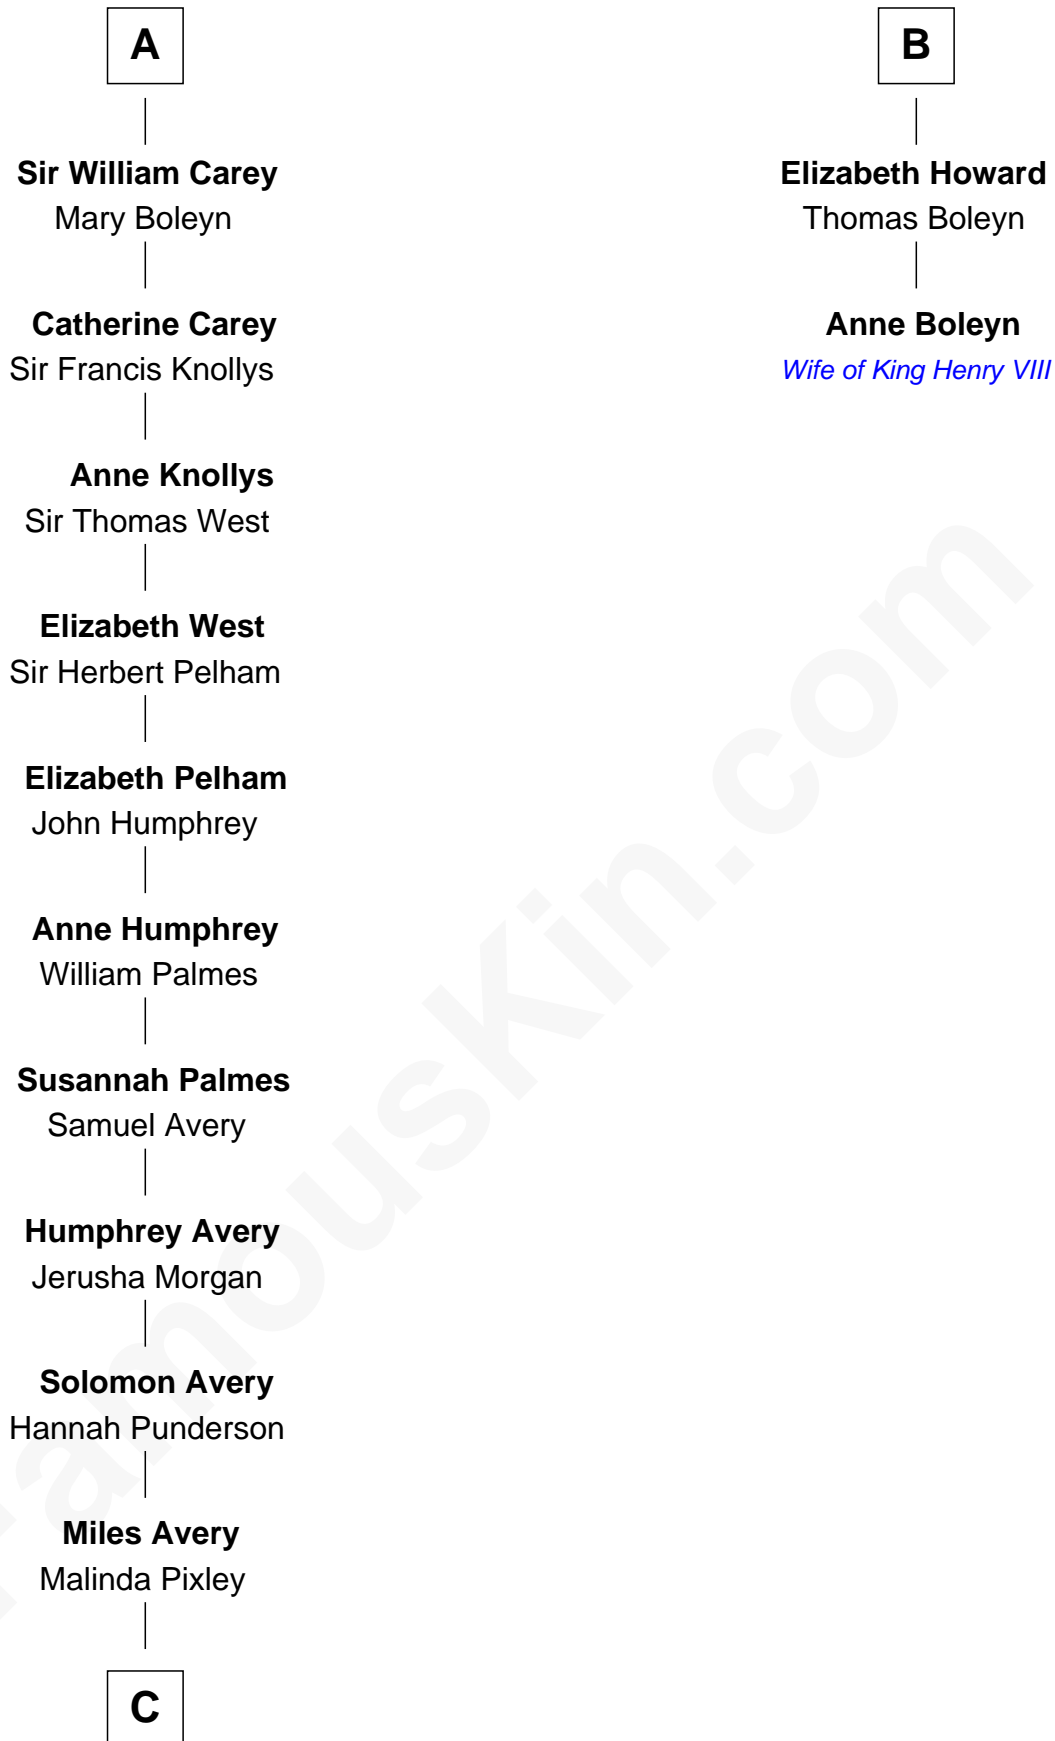 A
B
Sir William Carey
Mary Boleyn
Elizabeth Howard
Thomas Boleyn
Catherine Carey
Sir Francis Knollys
Anne Boleyn
Wife of King Henry VIII
Anne Knollys
Sir Thomas West
Elizabeth West
Sir Herbert Pelham
Elizabeth Pelham
John Humphrey
Anne Humphrey
William Palmes
Susannah Palmes
Samuel Avery
Humphrey Avery
Jerusha Morgan
Solomon Avery
Hannah Punderson
Miles Avery
Malinda Pixley
C
FamousKin.com